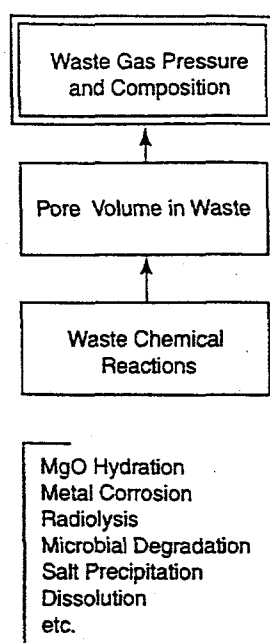 Waste Gas Pressure
and Composition
Pore Volume in Waste
Waste Chemical
Reactions
MgO Hydration
Metal Corrosion
Radiolysis
Microbial Degradation
Salt Precipitation
Dissolution
etc.